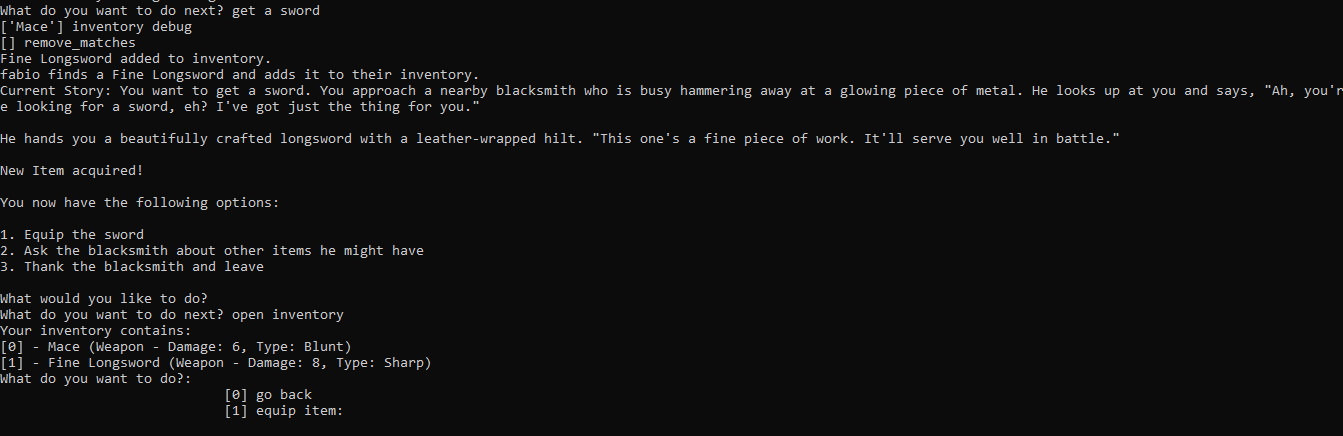 What do you want to do next? get a sword
['Mace'] inventory debug
[] remove_matches
Fine Longsword added to inventory.
fabio finds a Fine Longsword and adds it to their inventory.
Current Story: You want to get a sword. You approach a nearby blacksmith who is busy hammering away at a glowing piece of metal. He looks up at you and says, "Ah, you'r
e looking for a sword, eh? I've got just the thing for you."
He hands you a beautifully crafted longsword with a leather-wrapped hilt. "This one's a fine piece of work. It'll serve you well in battle."
New Item acquired!
You now have the following options:
1. Equip the sword
2. Ask the blacksmith about other items he might have
3. Thank the blacksmith and leave
What would you like to do?
What do you want to do next? open inventory
Your inventory contains:
[0] - Mace (Weapon - Damage: 6, Type: Blunt)
[1] - Fine Longsword (Weapon - Damage: 8, Type: Sharp)
What do you want to do?:
[0] go back
[1] equip item: